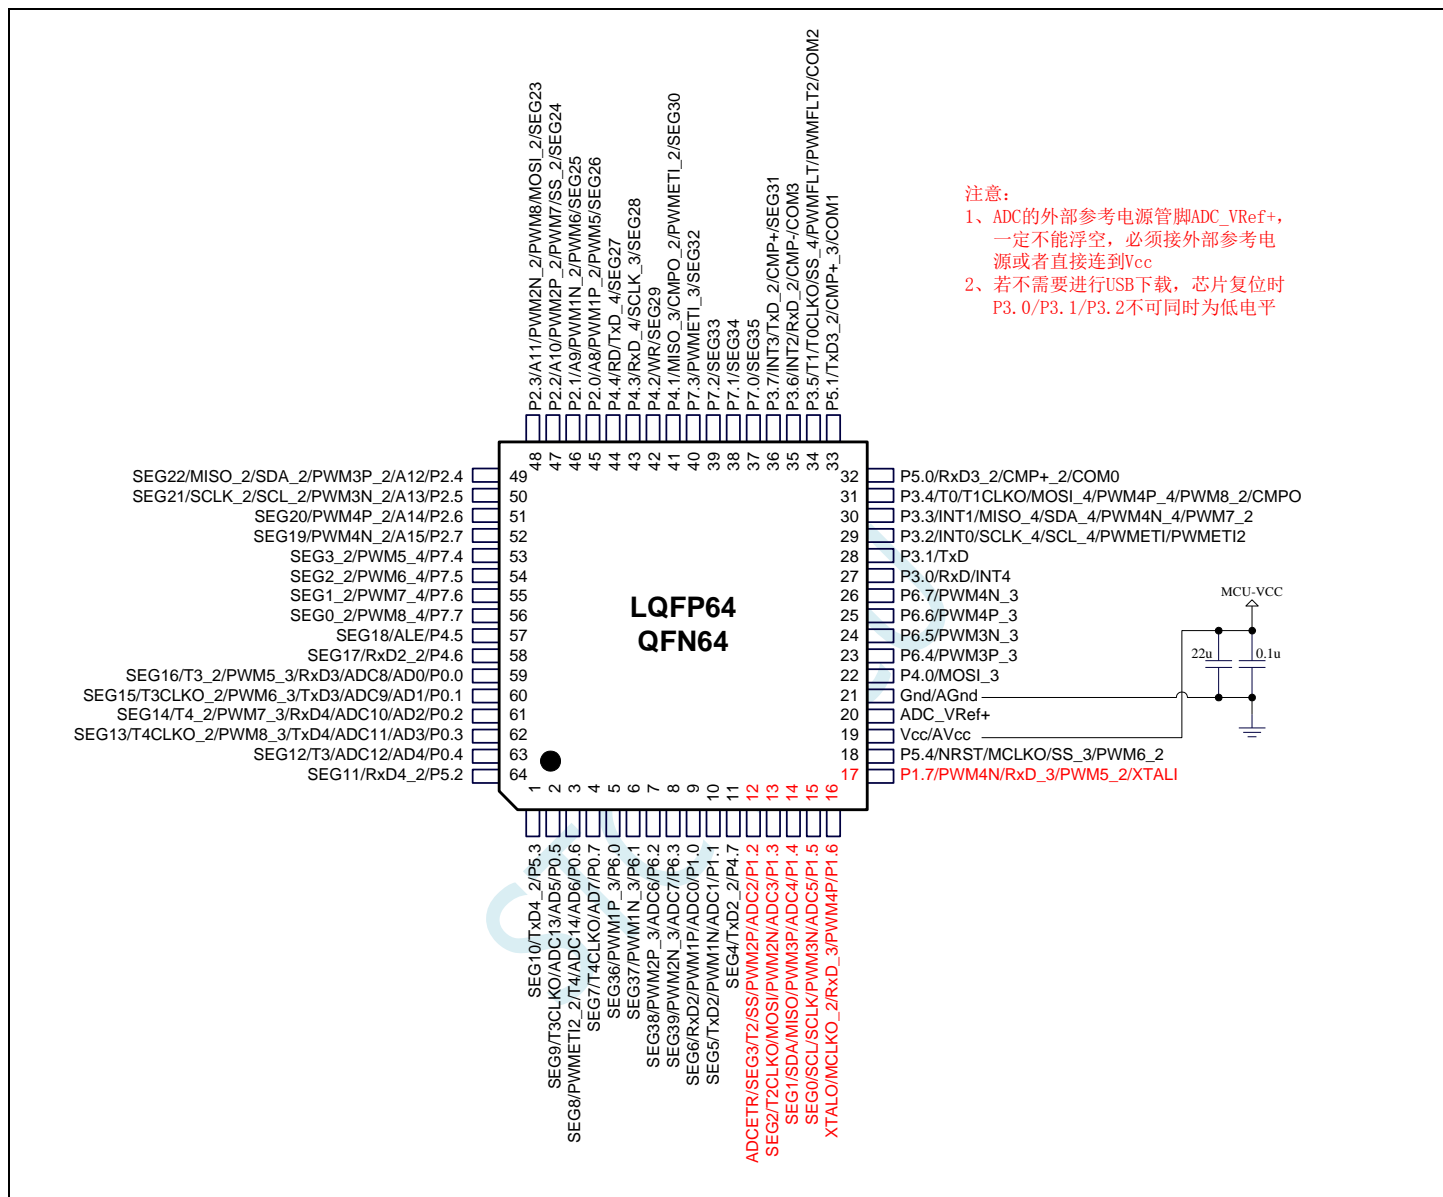 P2.3/A11/PWM2N_2/PWM8/MOSI_2/SEG23
P2.2/A10/PWM2P_2/PWM7/SS_2/SEG24
P2.1/A9/PWM1N_2/PWM6/SEG25
P2.0/A8/PWM1P_2/PWM5/SEG26
P4.4/RD/TxD_4/SEG27
P4.3/RxD_4/SCLK_3/SEG28
P4.2/WR/SEG29
P4.1/MISO_3/CMPO_2/PWMETI_2/SEG30
P7.3/PWMETI_3/SEG32
P7.2/SEG33
P7.1/SEG34
P7.0/SEG35
P3.7/INT3/TxD_2/CMP+/SEG31
P3.6/INT2/RxD_2/CMP-/COM3
P3.5/T1/T0CLKO/SS_4/PWMFLT/PWMFLT2/COM2
P5.1/TxD3_2/CMP+_3/COM1
注意:
1、ADC的外部参考电源管脚ADC_VRef+,
一定不能浮空, 必须接外部参考电
源或者直接连到Vcc
2、若不需要进行USB下载, 芯片复位时
P3.0/P3.1/P3.2不可同时为低电平
48 47 46 45 44 43 42 41 40 39 38 37 36 35 34 33
SEG22/MISO_2/SDA_2/PWM3P_2/A12/P2.4 49
SEG21/SCLK_2/SCL_2/PWM3N_2/A13/P2.5 50
SEG20/PWM4P_2/A14/P2.6 51
SEG19/PWM4N_2/A15/P2.7 52
SEG3_2/PWM5_4/P7.4 53
SEG2_2/PWM6_4/P7.5 54
SEG1_2/PWM7_4/P7.6 55
SEG0_2/PWM8_4/P7.7 56
SEG18/ALE/P4.5 57
SEG17/RxD2_2/P4.6 58
SEG16/T3_2/PWM5_3/RxD3/ADC8/AD0/P0.0 59
SEG15/T3CLKO_2/PWM6_3/TxD3/ADC9/AD1/P0.1 60
SEG14/T4_2/PWM7_3/RxD4/ADC10/AD2/P0.2 61
SEG13/T4CLKO_2/PWM8_3/TxD4/ADC11/AD3/P0.3 62
SEG12/T3/ADC12/AD4/P0.4 63
SEG11/RxD4_2/P5.2 64
LQFP64
QFN64
32 P5.0/RxD3_2/CMP+_2/COM0
31 P3.4/T0/T1CLKO/MOSI_4/PWM4P_4/PWM8_2/CMPO
30 P3.3/INT1/MISO_4/SDA_4/PWM4N_4/PWM7_2
29 P3.2/INT0/SCLK_4/SCL_4/PWMETI/PWMETI2
28 P3.1/TxD
27 P3.0/RxD/INT4
26 P6.7/PWM4N_3
25 P6.6/PWM4P_3
24 P6.5/PWM3N_3
23 P6.4/PWM3P_3
22 P4.0/MOSI_3
21 Gnd/AGnd
20 ADC_VRef+
19 Vcc/AVcc
18 P5.4/NRST/MCLKO/SS_3/PWM6_2
17 P1.7/PWM4N/RxD_3/PWM5_2/XTALI
MCU-VCC
22u 0.1u
1 2 3 4 5 6 7 8 9 10 11 12 13 14 15 16
SEG10/TxD4_2/P5.3
SEG9/T3CLKO/ADC13/AD5/P0.5
SEG8/PWMETI2_2/T4/ADC14/AD6/P0.6
SEG7/T4CLKO/AD7/P0.7
SEG36/PWM1P_3/P6.0
SEG37/PWM1N_3/P6.1
SEG38/PWM2P_3/ADC6/P6.2
SEG39/PWM2N_3/ADC7/P6.3
SEG6/RxD2/PWM1P/ADC0/P1.0
SEG5/TxD2/PWM1N/ADC1/P1.1
SEG4/TxD2_2/P4.7
ADCETR/SEG3/T2/SS/PWM2P/ADC2/P1.2
SEG2/T2CLKO/MOSI/PWM2N/ADC3/P1.3
SEG1/SDA/MISO/PWM3P/ADC4/P1.4
SEG0/SCL/SCLK/PWM3N/ADC5/P1.5
XTALO/MCLKO_2/RxD_3/PWM4P/P1.6